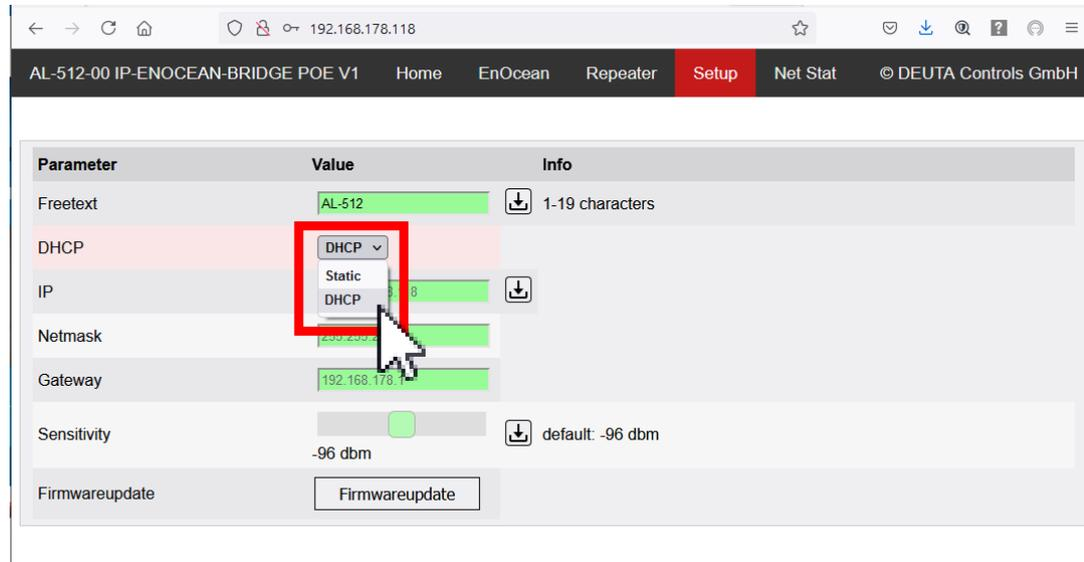 192.168.178.118
AL-512-00 IP-ENOCEAN-BRIDGE POE V1 Home EnOcean Repeater Setup Net Stat © DEUTA Controls GmbH
Parameter Value Info
Freetext AL-512 1-19 characters
DHCP DHCP
Static
IP
DHCP
Netmask
Gateway 192.168.178.1
Sensitivity default: -96 dbm
-96 dbm
Firmwareupdate Firmwareupdate